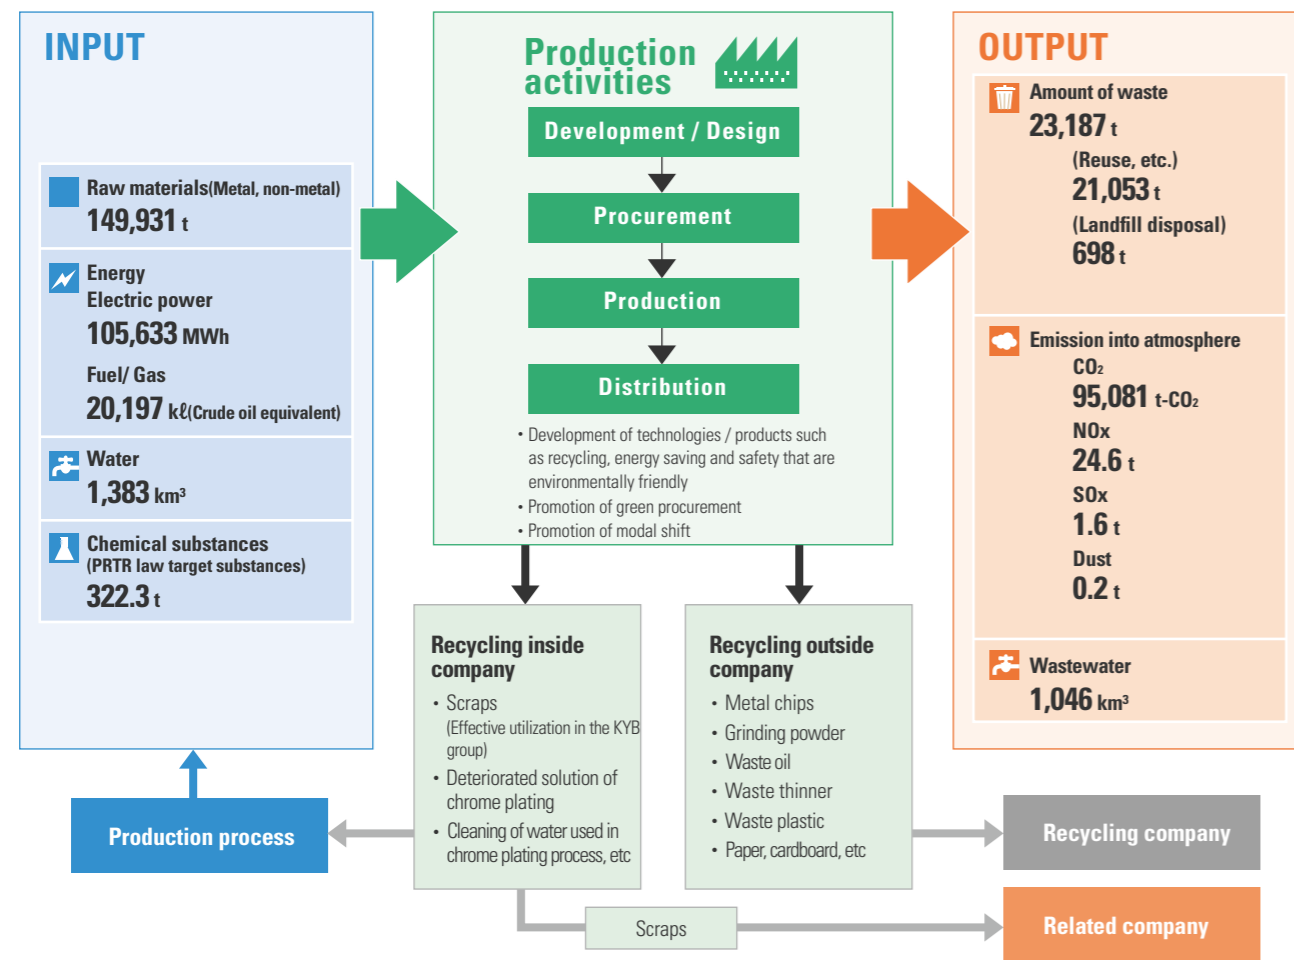 INPUT
Raw materials(Metal, non-metal)
149,931 t
Energy
Electric power
105,633 MWh
Fuel/ Gas
20,197 kℓ(Crude oil equivalent)
Water
1,383 km³
Chemical substances
(PRTR law target substances)
322.3 t
Production
activities
Development / Design
Procurement
Production
Distribution
• Development of technologies / products such
as recycling, energy saving and safety that are
environmentally friendly
• Promotion of green procurement
• Promotion of modal shift
OUTPUT
Amount of waste
23,187 t
(Reuse, etc.)
21,053 t
(Landfill disposal)
698 t
Emission into atmosphere
CO₂
95,081 t-CO₂
NOx
24.6 t
SOx
1.6 t
Dust
0.2 t
Wastewater
1,046 km³
Recycling inside
company
• Scraps
(Effective utilization in the KYB
group)
• Deteriorated solution of
chrome plating
• Cleaning of water used in
chrome plating process, etc
Recycling outside
company
• Metal chips
• Grinding powder
• Waste oil
• Waste thinner
• Waste plastic
• Paper, cardboard, etc
Production process
Recycling company
Scraps
Related company